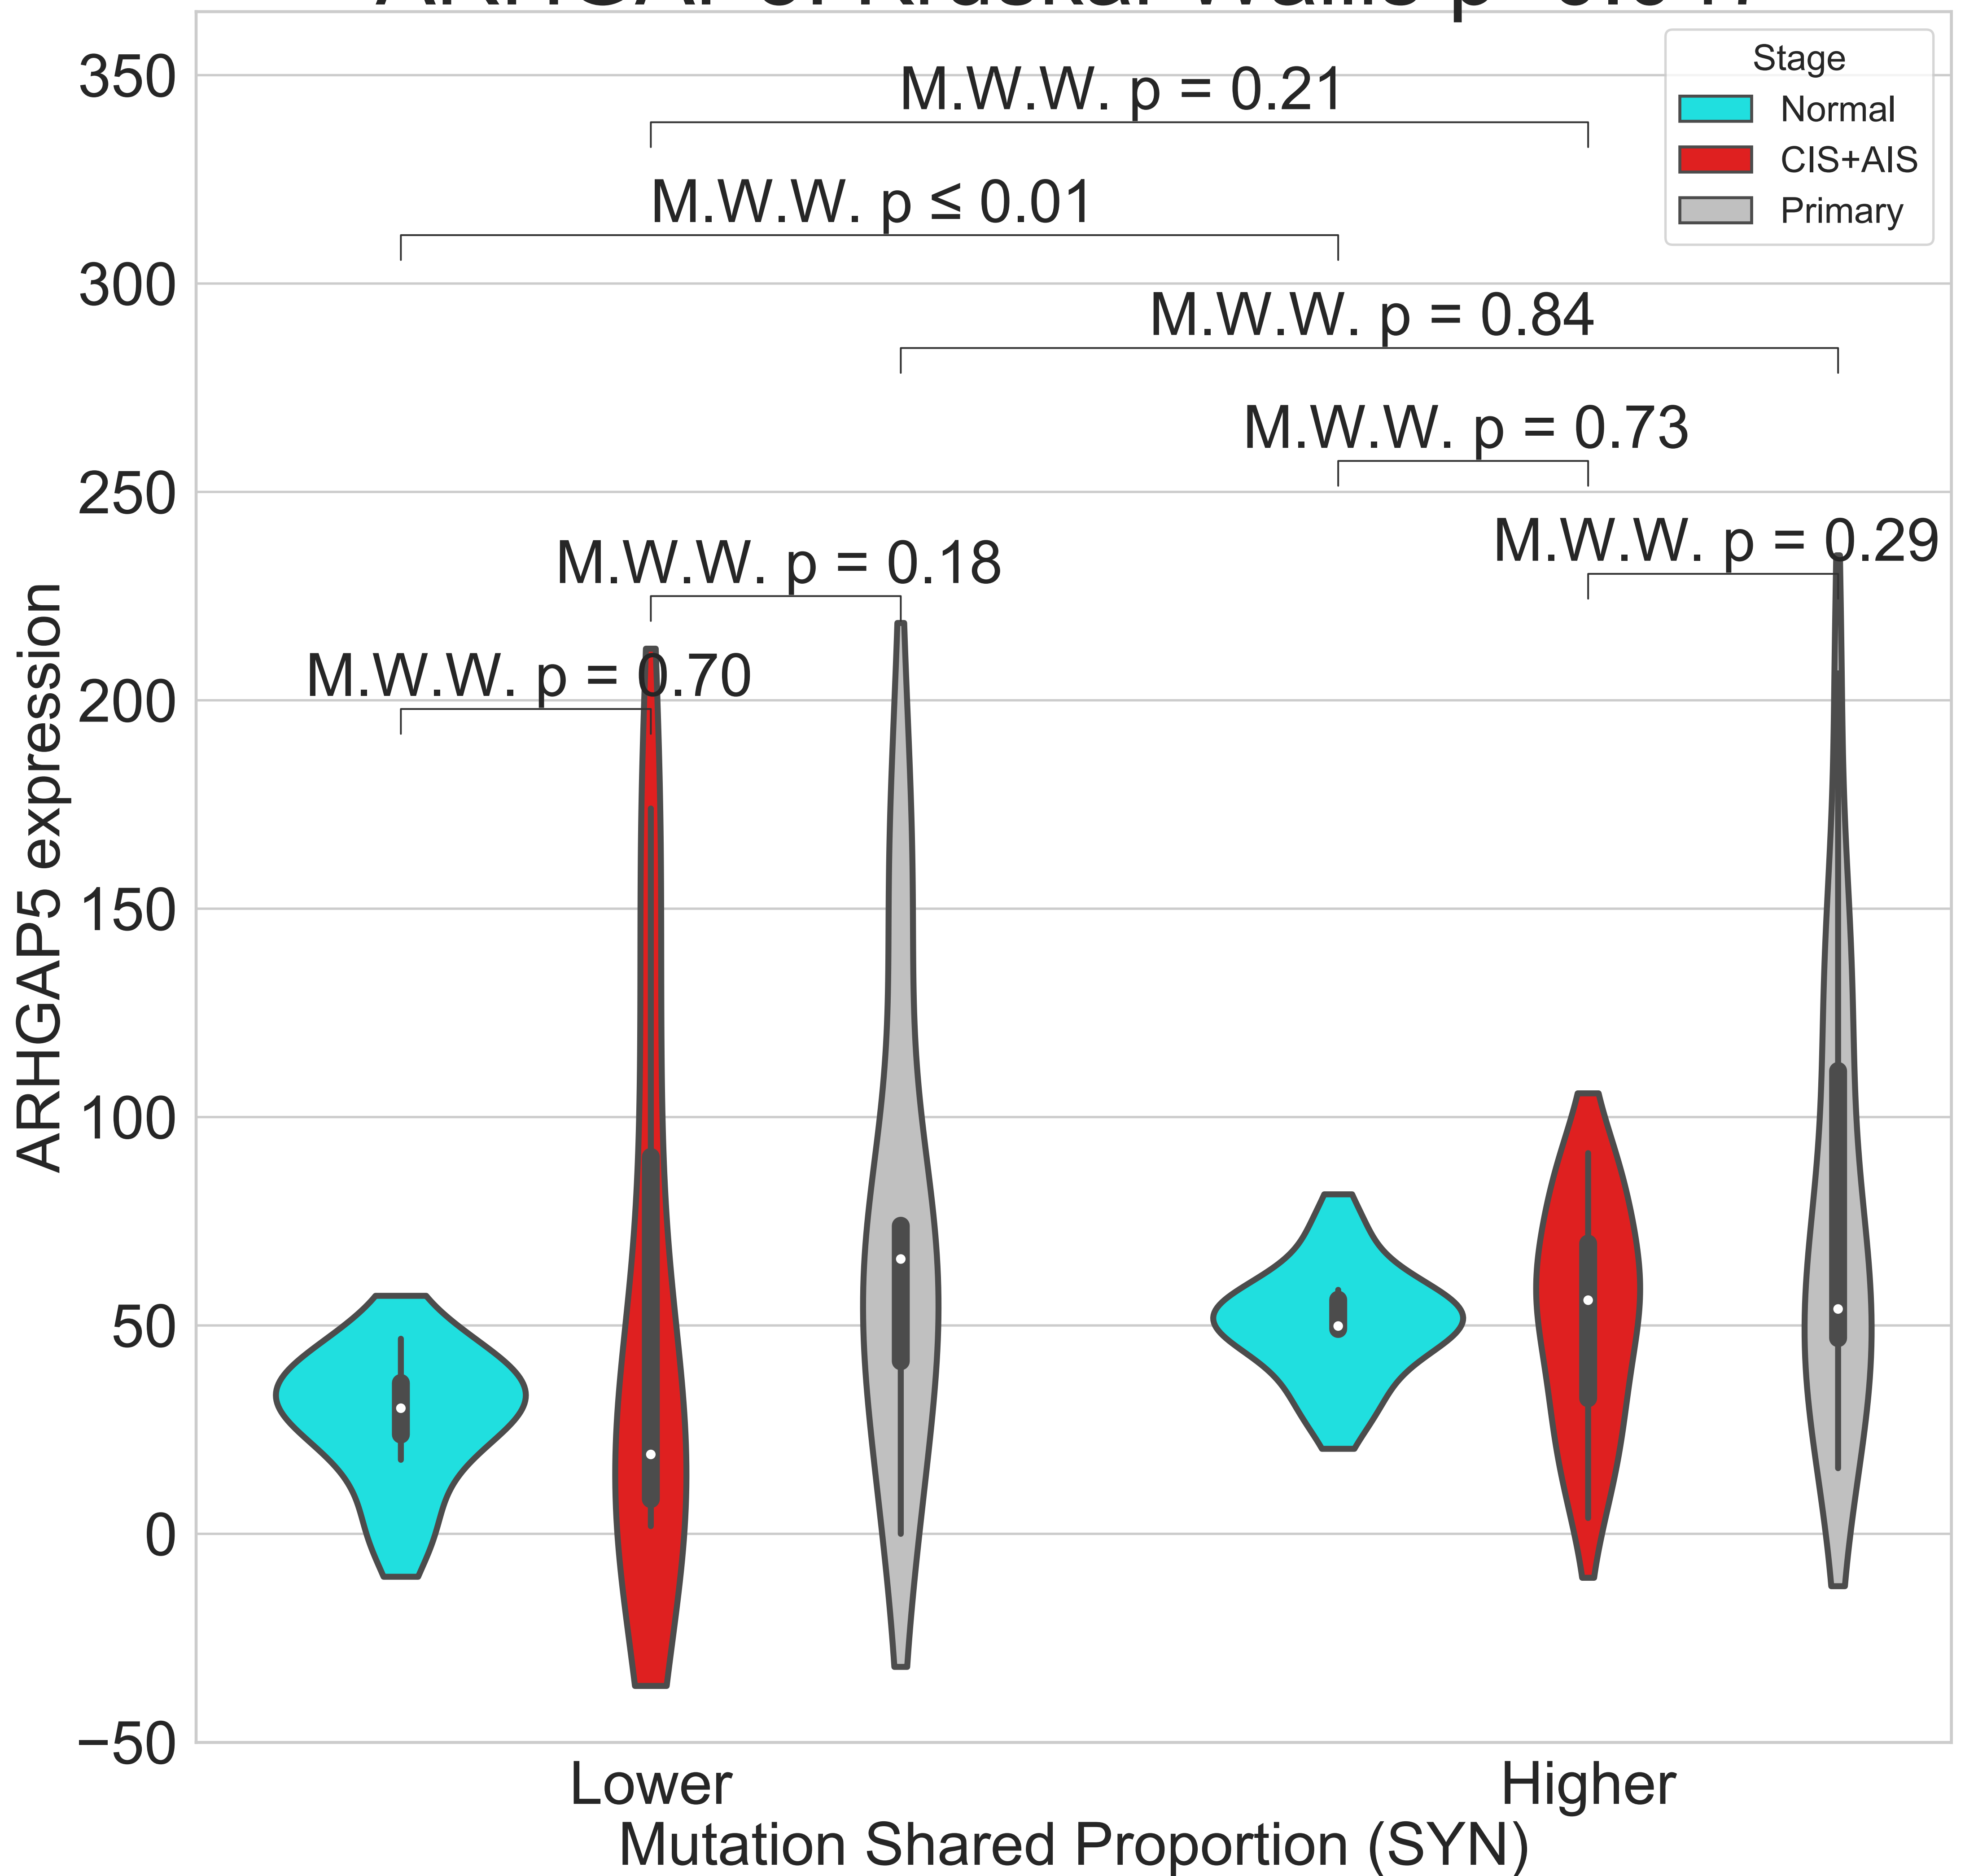 350
M.W.W. p = 0.21
Stage
Normal
CIS+AIS
Primary
M.W.W. p ≤ 0.01
300
M.W.W. p = 0.84
M.W.W. p = 0.73
250
M.W.W. p = 0.29
M.W.W. p = 0.18
M.W.W. p = 0.70
200
ARHGAP5 expression
150
100
50
0
−50
Lower
Higher
Mutation Shared Proportion (SYN)